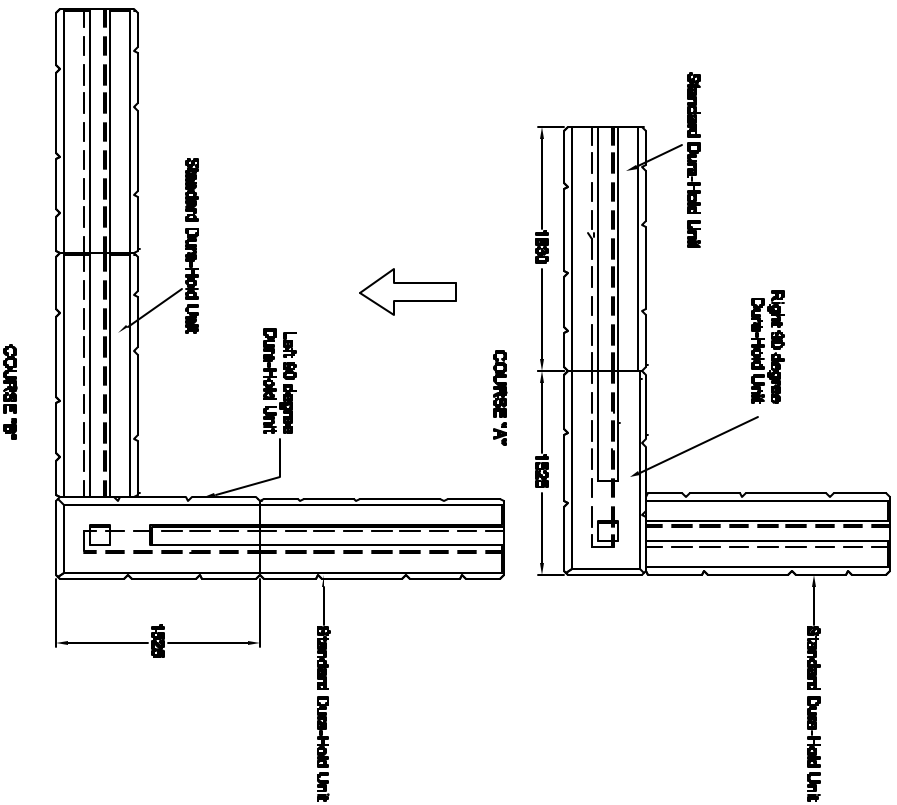 Standard Dura-Hold Unit
Right 90 degree
Dura-Hold Unit
1830
1525
Standard Dura-Hold Unit
COURSE "A"
Standard Dura-Hold Unit
Left 90 degree
Dura-Hold Unit
1525
Standard Dura-Hold Unit
COURSE "B"